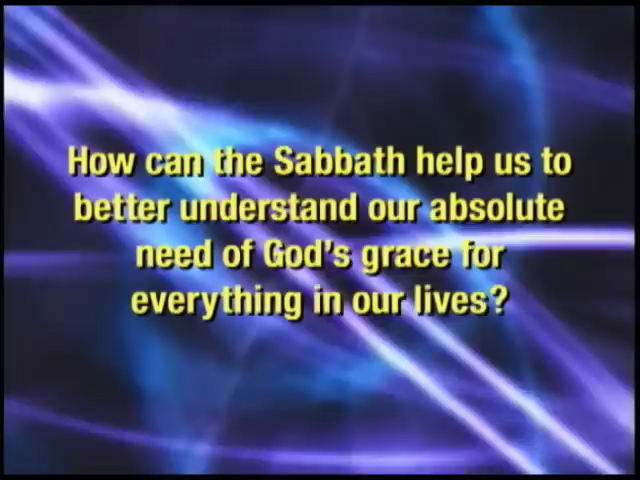 How can the Sabbath help us to
better understand our absolute
need of God's grace for
everything in our lives?